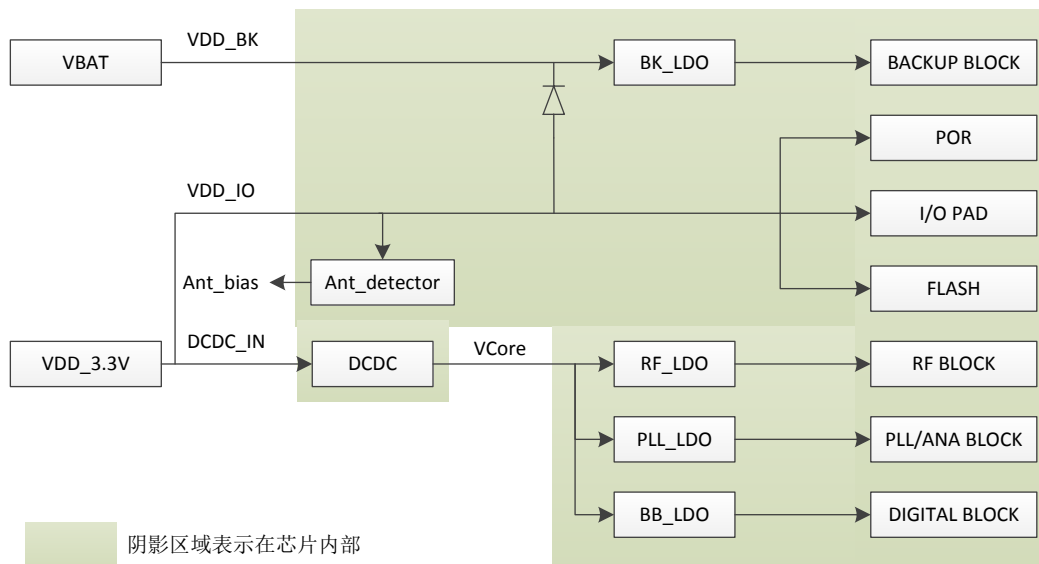 VDD_BK
VBAT
BK_LDO
BACKUP BLOCK
POR
VDD_IO
I/O PAD
Ant_bias
Ant_detector
FLASH
DCDC_IN
VCore
VDD_3.3V
DCDC
RF_LDO
RF BLOCK
PLL_LDO
PLL/ANA BLOCK
BB_LDO
DIGITAL BLOCK
阴影区域表示在芯片内部